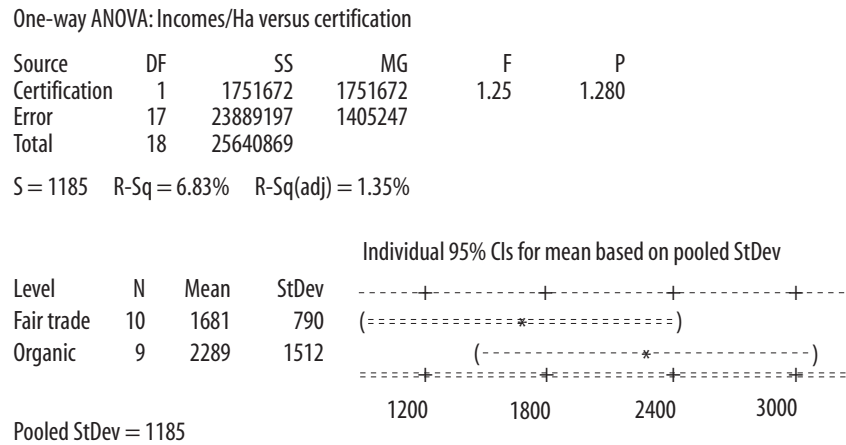 One-way ANOVA: Incomes/Ha versus certification
Source DF SS MG F P
Certification 1 1751672 1751672 1.25 1.280
Error 17 23889197 1405247
Total 18 25640869
S = 1185 R-Sq = 6.83% R-Sq(adj) = 1.35%
Individual 95% CIs for mean based on pooled StDev
Level N Mean StDev -----+---------+---------+---------+----
Fair trade 10 1681 790 (============*============)
Organic 9 2289 1512 (-------------*-------------)
=====+=========+=========+=========+====
1200 1800 2400 3000
Pooled StDev = 1185